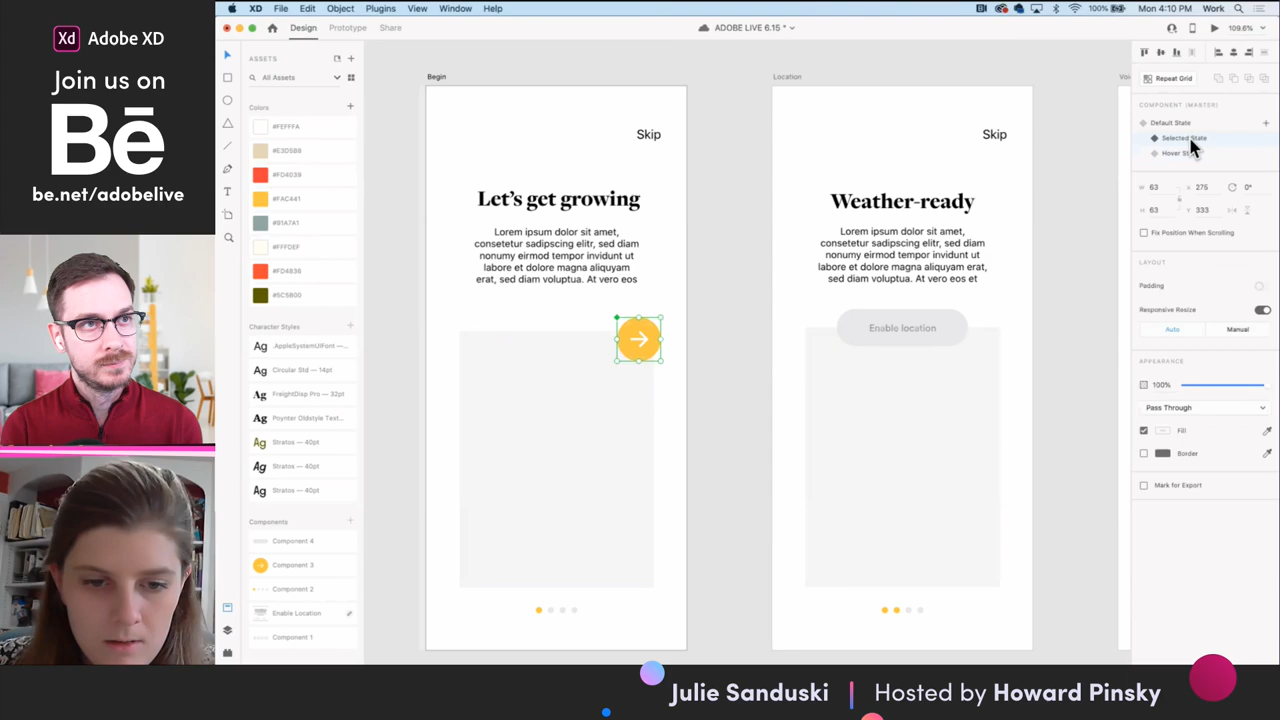 Xd Adobe XD
Join us on
Bē
be.net/adobelive
XD File Edit Object Plugins View Window Help
100% Mon 4:10 PM Work
Design Prototype Share
ADOBE LIVE 6.15 *
109.6%
ASSETS
All Assets
Colors
#FEFFFA
#E3D5B8
#FD4039
#FAC441
#91A7A1
#FFFDEF
#FD4836
#5C5B00
Character Styles
Ag .AppleSystemUIFont —...
Ag Circular Std — 14pt
Ag FreightDisp Pro — 32pt
Ag Poynter Oldstyle Text...
Ag Stratos — 40pt
Ag Stratos — 40pt
Ag Stratos — 40pt
Components
Component 4
Component 3
Component 2
Enable Location
Component 1
Begin
Skip
Let's get growing
Lorem ipsum dolor sit amet,
consetetur sadipscing elitr, sed diam
nonumy eirmod tempor invidunt ut
labore et dolore magna aliquyam
erat, sed diam voluptua. At vero eos
Location
Skip
Weather-ready
Lorem ipsum dolor sit amet,
consetetur sadipscing elitr, sed diam
nonumy eirmod tempor invidunt ut
labore et dolore magna aliquyam erat,
sed diam voluptua. At vero eos et
Enable location
Repeat Grid
COMPONENT (MASTER)
Default State
Selected State
Hover
W 63 X 275 0°
H 63 Y 333
Fix Position When Scrolling
LAYOUT
Padding
Responsive Resize
Auto Manual
APPEARANCE
100%
Pass Through
Fill
Border
Mark for Export
Julie Sanduski | Hosted by Howard Pinsky